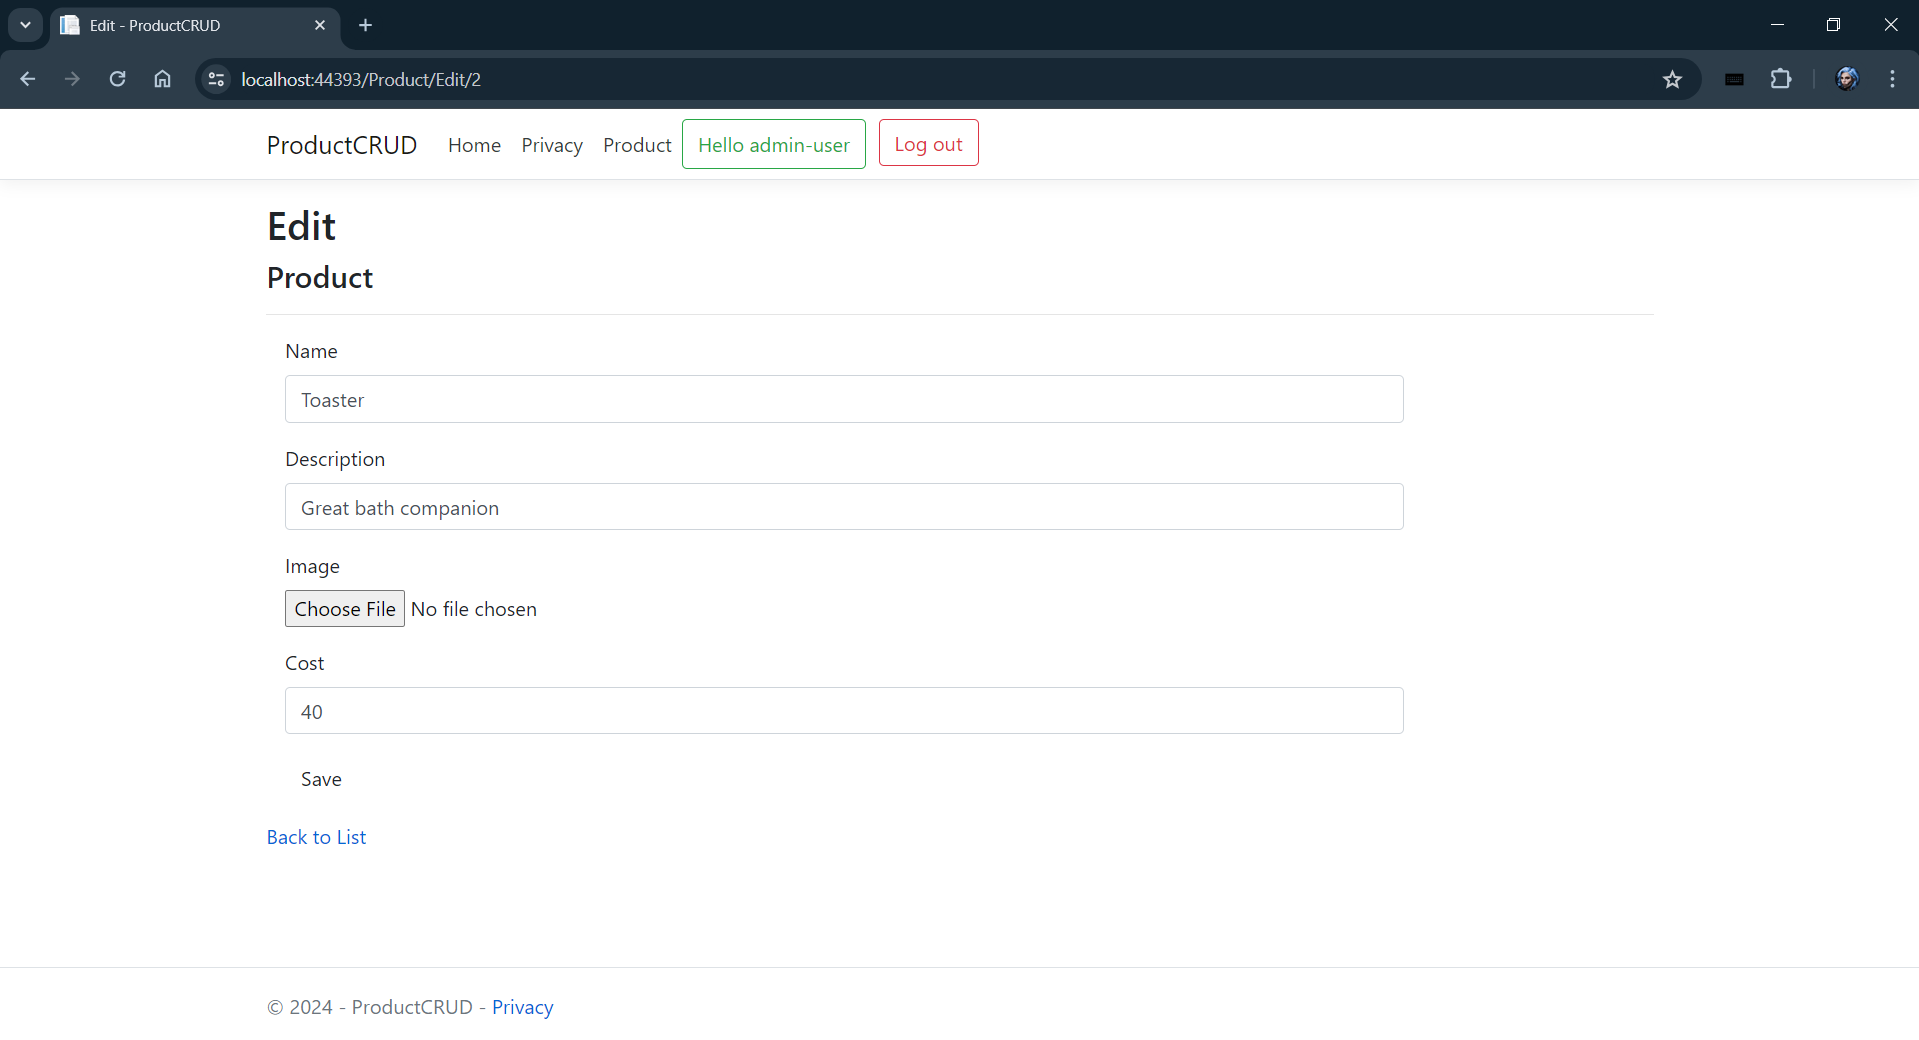 Edit - ProductCRUD
localhost:44393/Product/Edit/2
ProductCRUD Home Privacy Product Hello admin-user Log out
Edit
Product
Name
Toaster
Description
Great bath companion
Image
Choose File No file chosen
Cost
40
Save
Back to List
© 2024 - ProductCRUD - Privacy